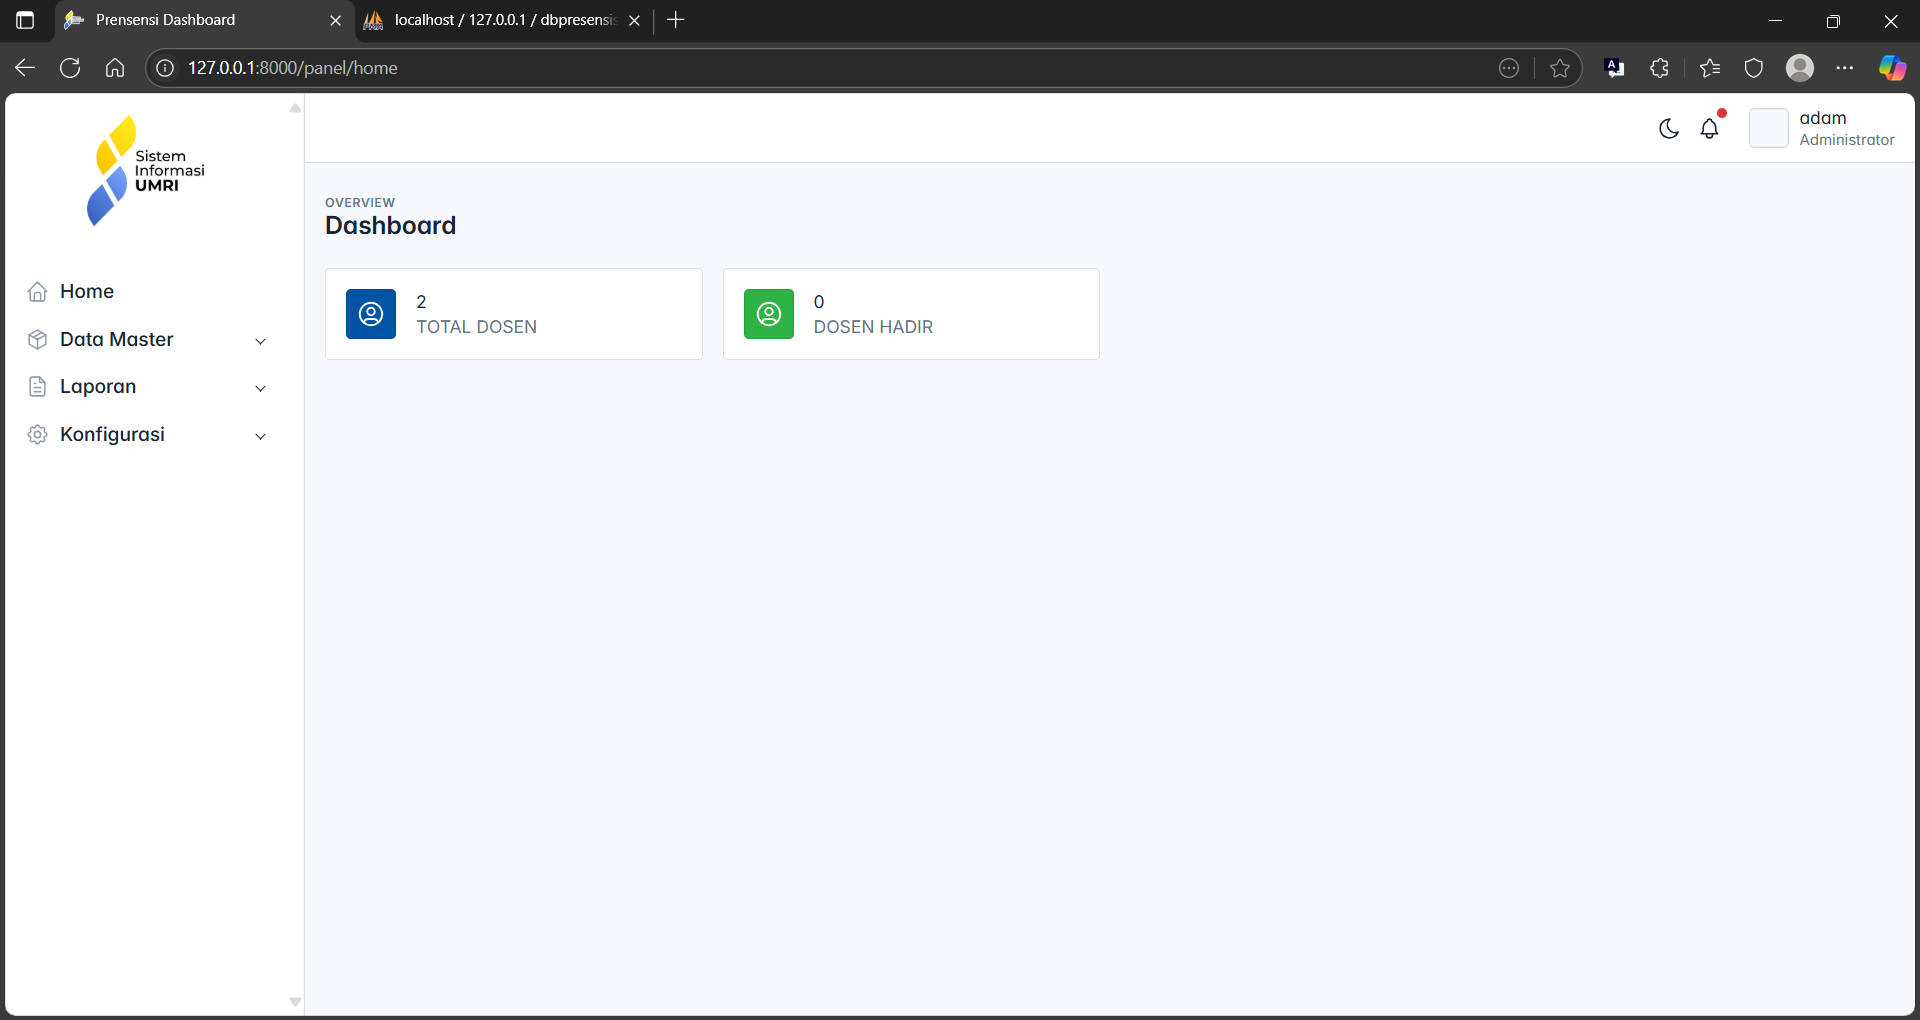 Prensensi Dashboard
localhost / 127.0.0.1 / dbpresensi
127.0.0.1:8000/panel/home
Sistem
Informasi
UMRI
adam
Administrator
Home
Data Master
Laporan
Konfigurasi
OVERVIEW
Dashboard
2
TOTAL DOSEN
0
DOSEN HADIR